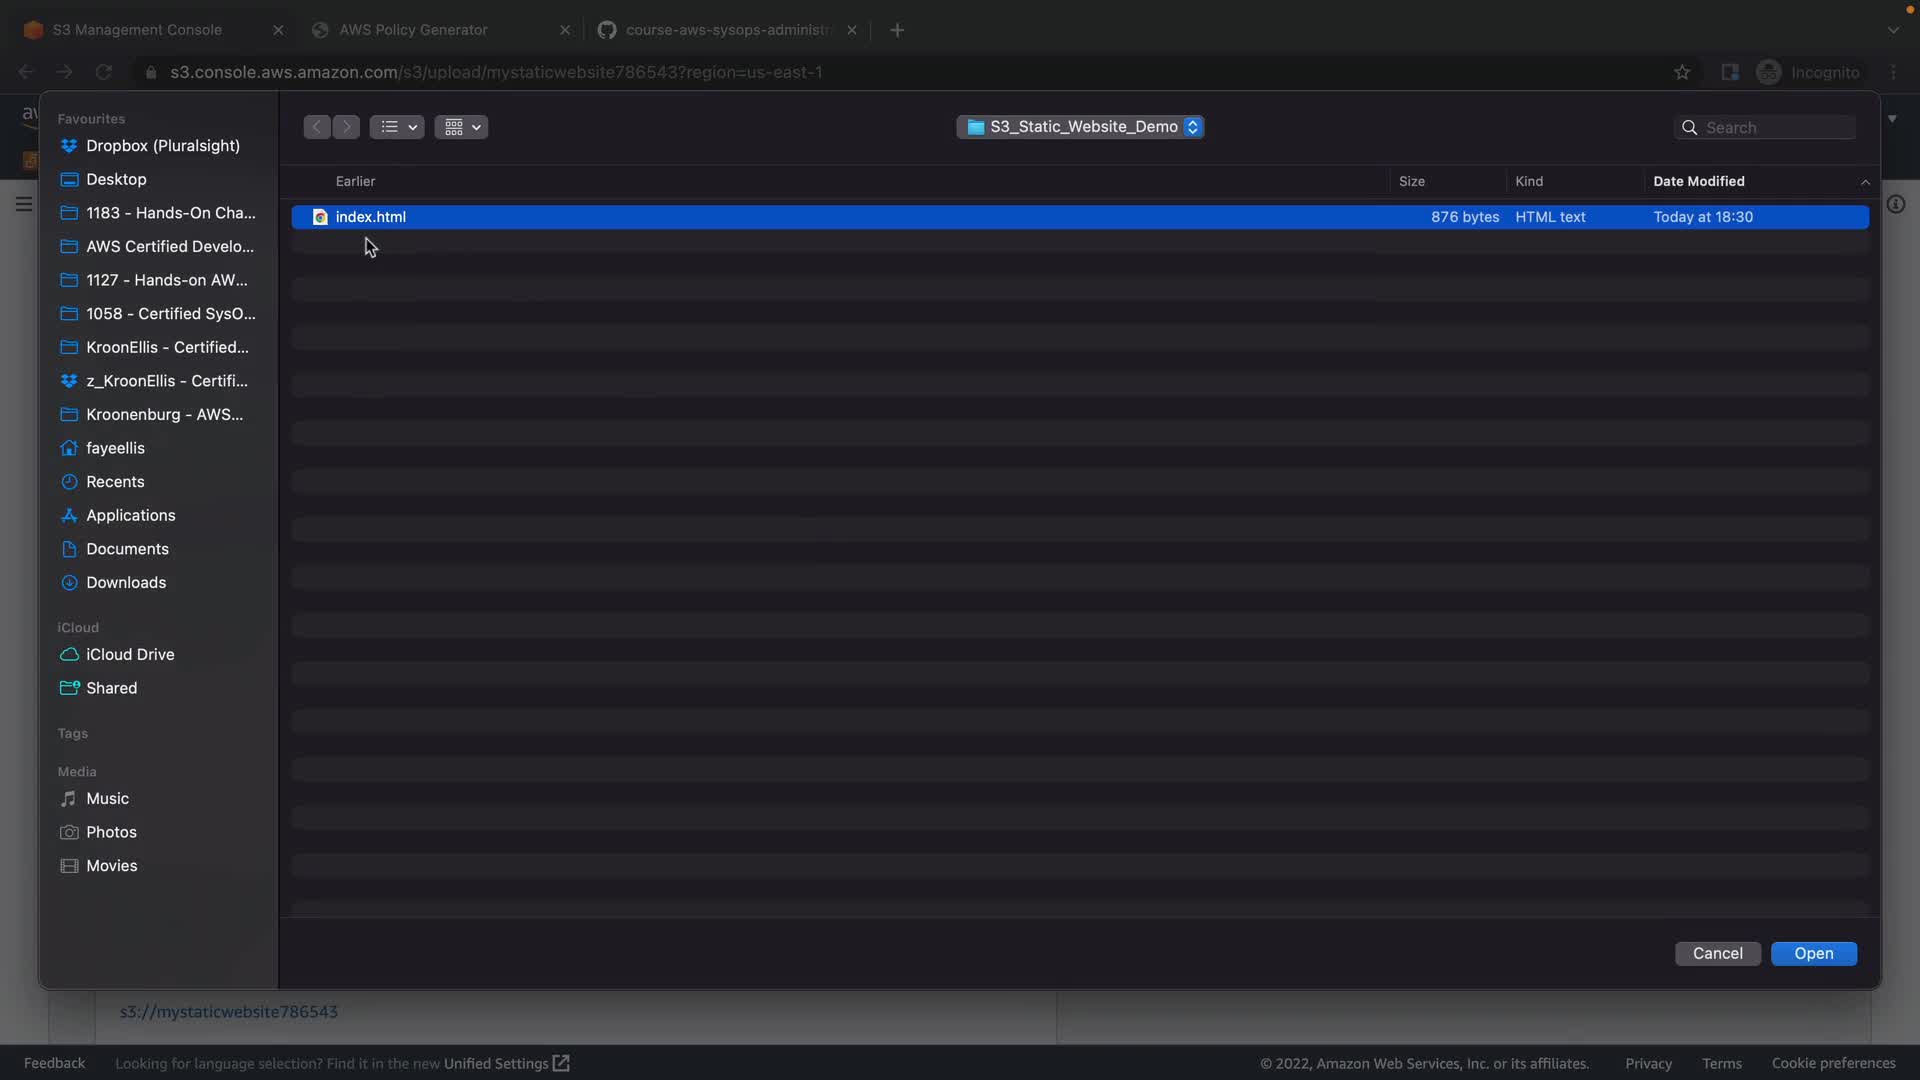 S3 Management Console
AWS Policy Generator
course-aws-sysops-administr
s3.console.aws.amazon.com/s3/upload/mystaticwebsite786543?region=us-east-1
Incognito
Favourites
Dropbox (Pluralsight)
Desktop
1183 - Hands-On Cha...
AWS Certified Develo...
1127 - Hands-on AW...
1058 - Certified SysO...
KroonEllis - Certified...
z_KroonEllis - Certifi...
Kroonenburg - AWS...
fayeellis
Recents
Applications
Documents
Downloads
iCloud
iCloud Drive
Shared
Tags
Media
Music
Photos
Movies
S3_Static_Website_Demo
Search
Earlier Size Kind Date Modified
index.html 876 bytes HTML text Today at 18:30
Cancel Open
s3://mystaticwebsite786543
Feedback Looking for language selection? Find it in the new Unified Settings © 2022, Amazon Web Services, Inc. or its affiliates. Privacy Terms Cookie preferences